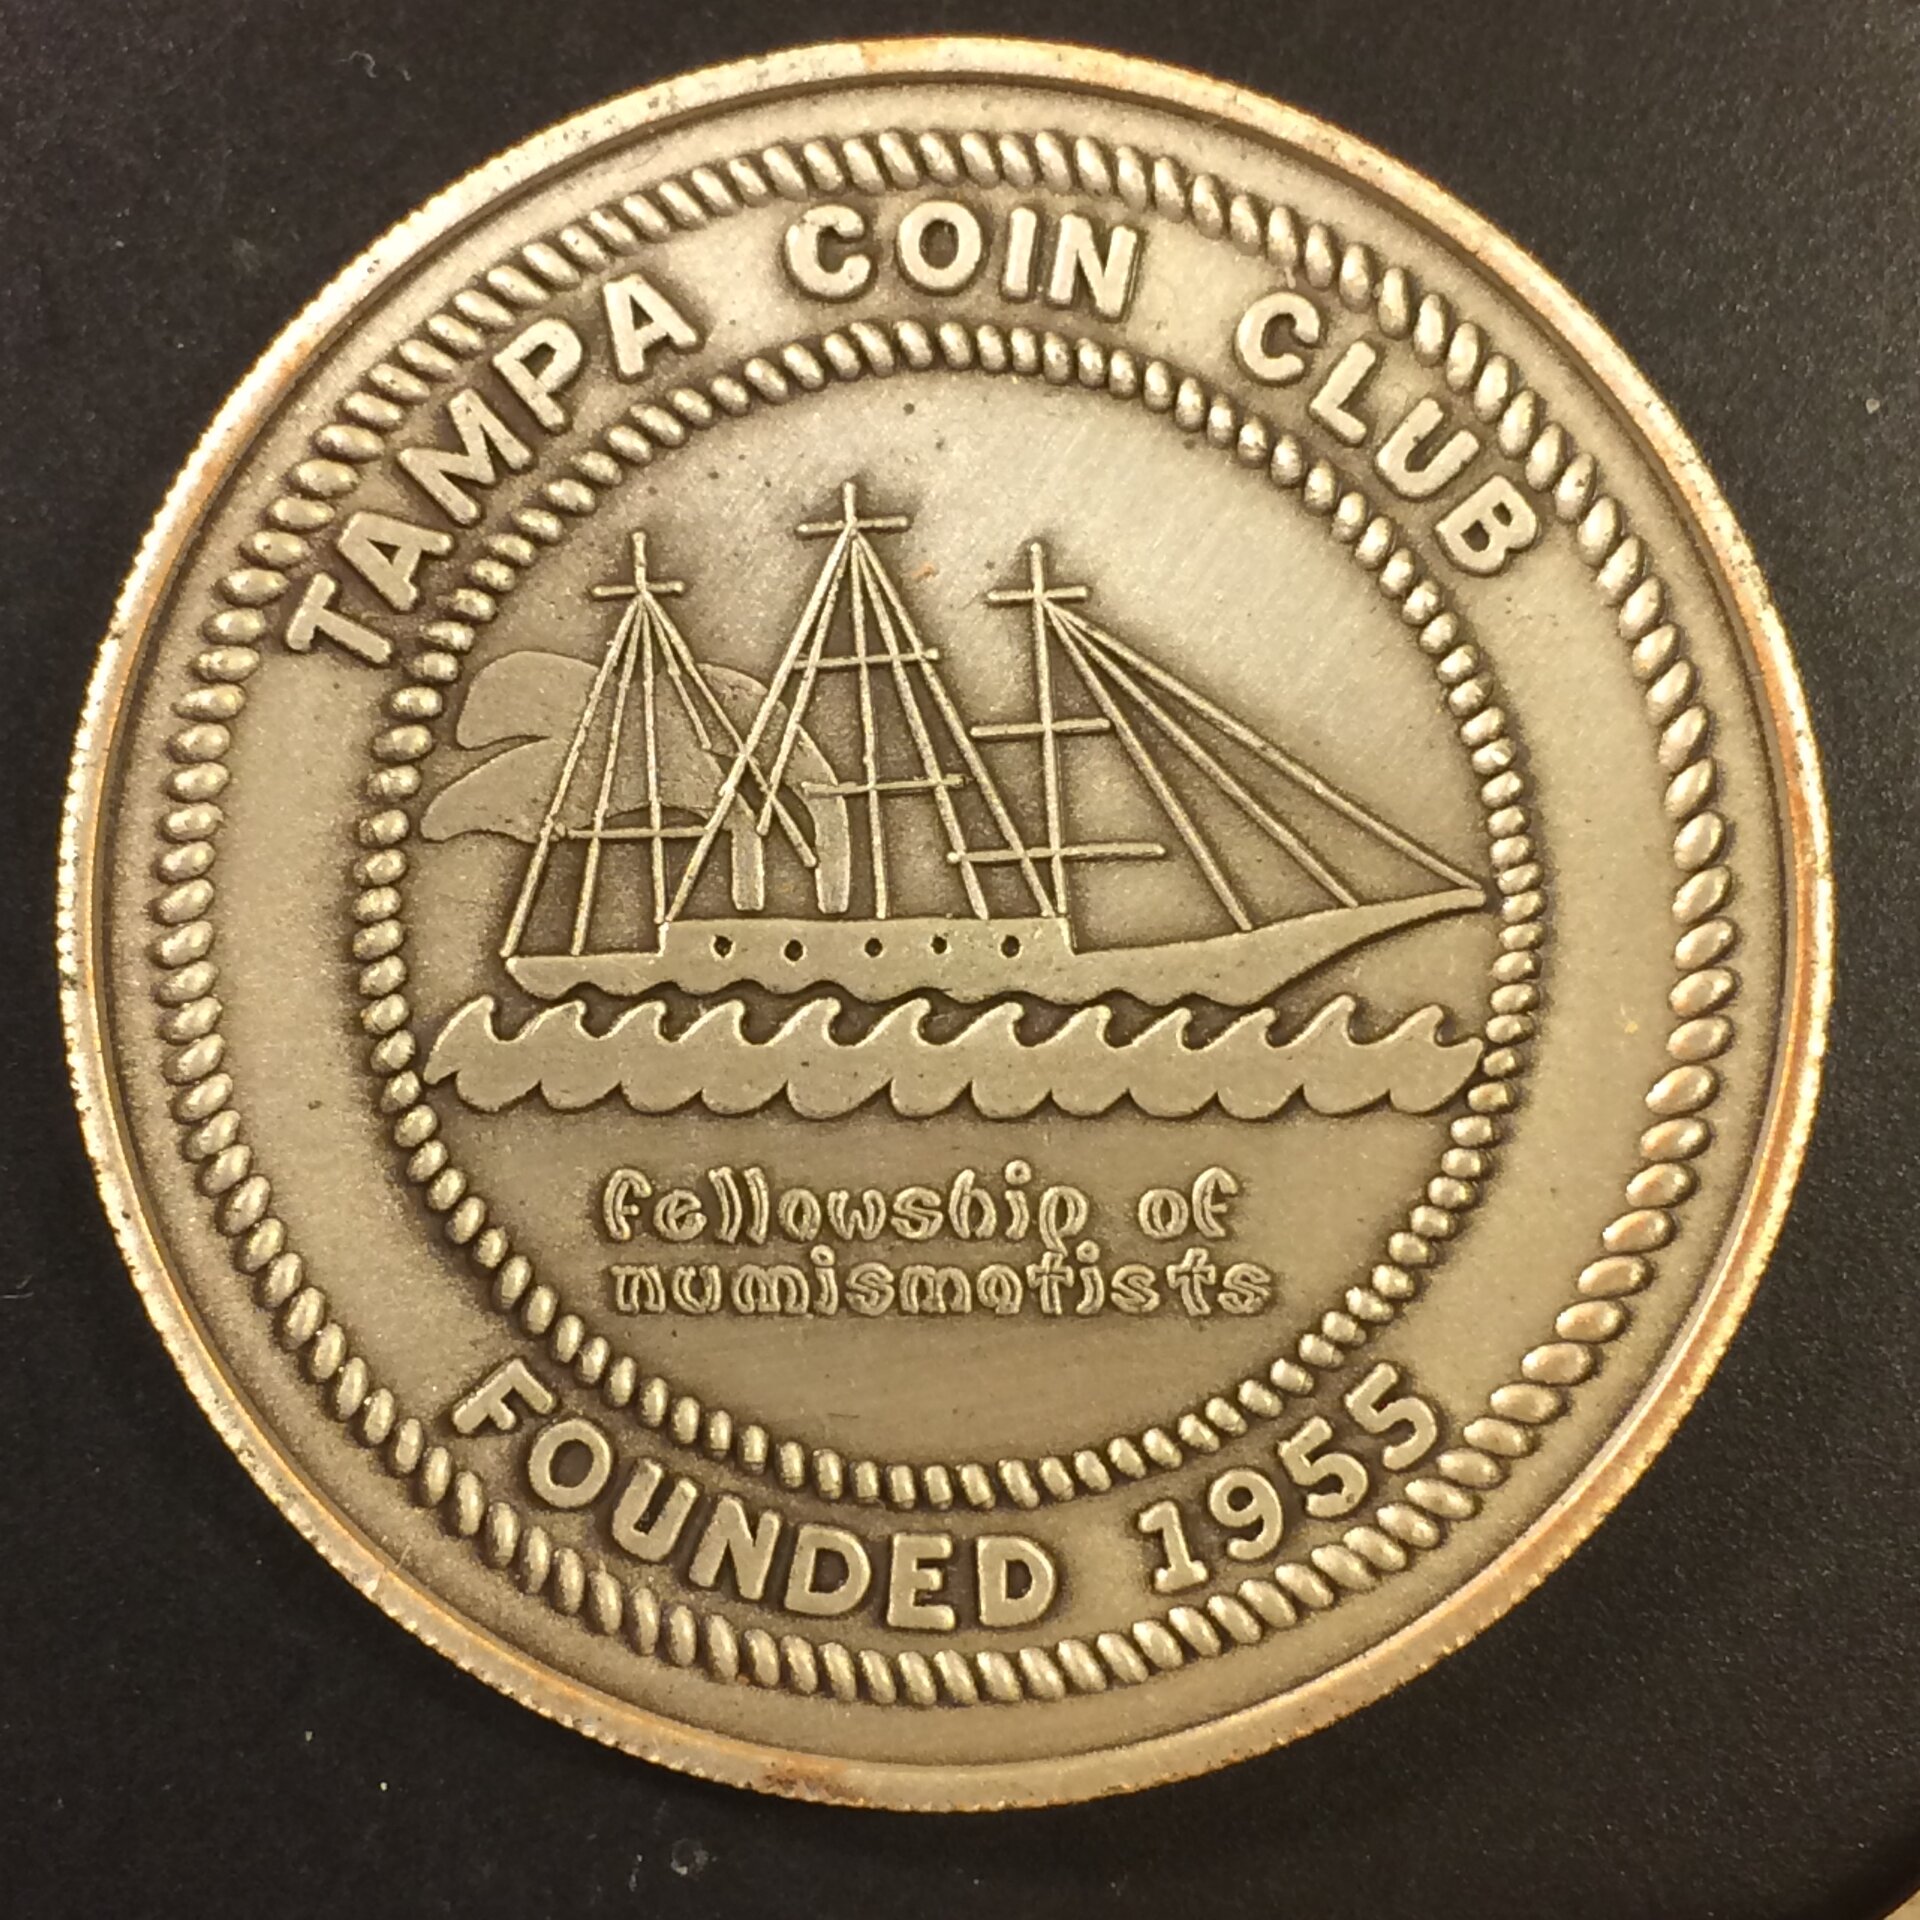 TAMPA COIN CLUB
fellowship of
numismatists
FOUNDED 1955